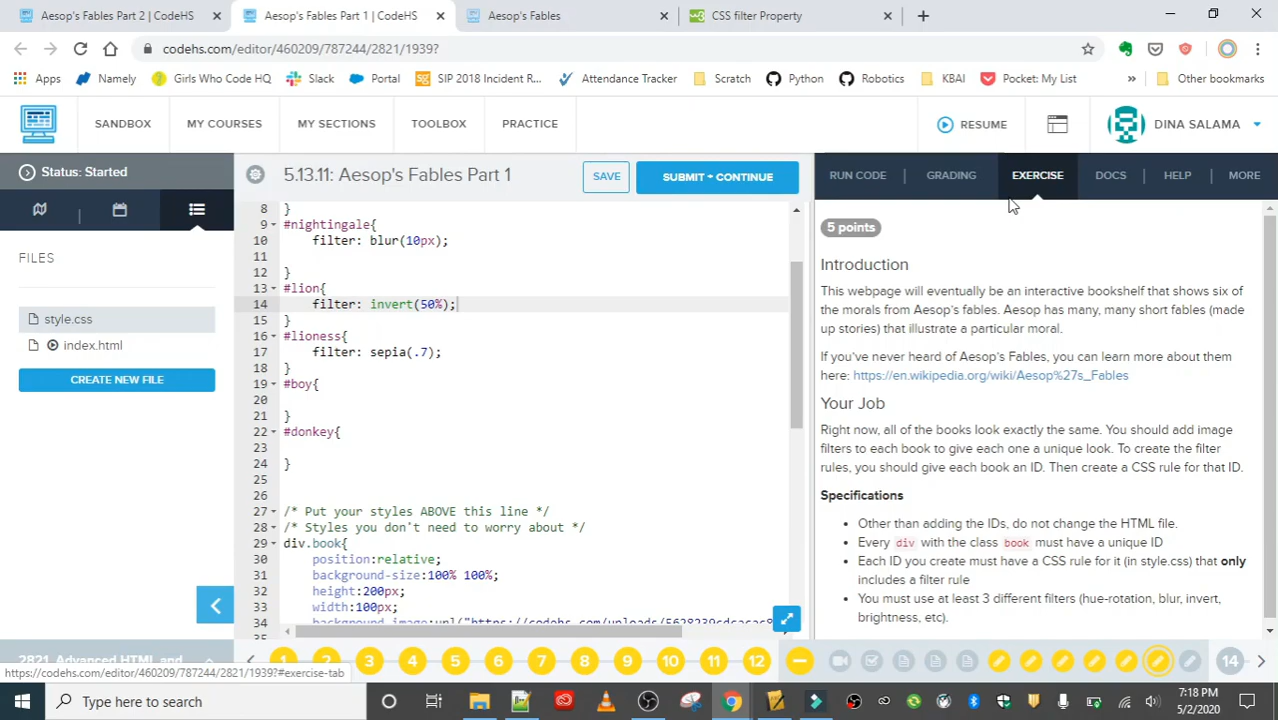 Aesop's Fables Part 2 | CodeHS
Aesop's Fables Part 1 | CodeHS
Aesop's Fables
CSS filter Property
codehs.com/editor/460209/787244/2821/1939?
Apps
Namely
Girls Who Code HQ
Slack
Portal
SIP 2018 Incident R...
Attendance Tracker
Scratch
Python
Robotics
KBAI
Pocket: My List
»
Other bookmarks
SANDBOX
MY COURSES
MY SECTIONS
TOOLBOX
PRACTICE
RESUME
DINA SALAMA
Status: Started
5.13.11: Aesop's Fables Part 1
SAVE
SUBMIT + CONTINUE
RUN CODE
GRADING
EXERCISE
DOCS
HELP
MORE
FILES
style.css
index.html
CREATE NEW FILE
8 }
9 #nightingale{
10 filter: blur(10px);
11
12 }
13 #lion{
14 filter: invert(50%);
15 }
16 #lioness{
17 filter: sepia(.7);
18 }
19 #boy{
20
21 }
22 #donkey{
23
24 }
25
26
27 /* Put your styles ABOVE this line */
28 /* Styles you don't need to worry about */
29 div.book{
30 position:relative;
31 background-size:100% 100%;
32 height:200px;
33 width:100px;
34
35
5 points
Introduction
This webpage will eventually be an interactive bookshelf that shows six of
the morals from Aesop's fables. Aesop has many, many short fables (made
up stories) that illustrate a particular moral.
If you've never heard of Aesop's Fables, you can learn more about them
here: https://en.wikipedia.org/wiki/Aesop%27s_Fables
Your Job
Right now, all of the books look exactly the same. You should add image
filters to each book to give each one a unique look. To create the filter
rules, you should give each book an ID. Then create a CSS rule for that ID.
Specifications
Other than adding the IDs, do not change the HTML file.
Every div with the class book must have a unique ID
Each ID you create must have a CSS rule for it (in style.css) that only
includes a filter rule
You must use at least 3 different filters (hue-rotation, blur, invert,
brightness, etc).
2821. Advanced HTML and
1 2 3 4 5 6 7 8 9 10 11 12 14
https://codehs.com/editor/460209/787244/2821/1939?#exercise-tab
Type here to search
7:18 PM
5/2/2020